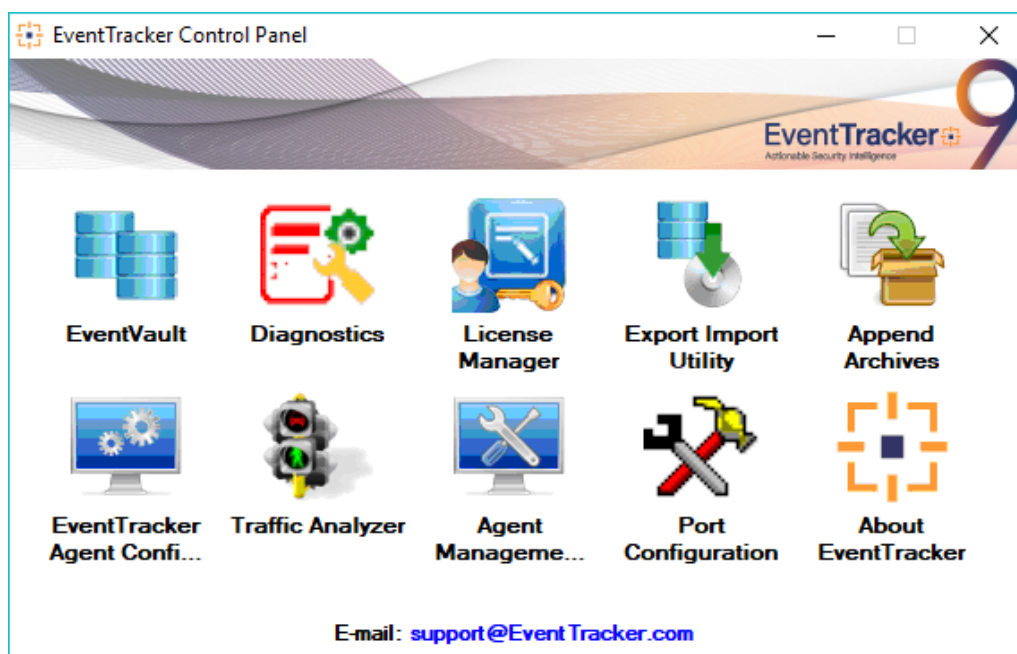 EventTracker Control Panel
EventTracker 9
Actionable Security Intelligence
EventVault
Diagnostics
License
Manager
Export Import
Utility
Append
Archives
EventTracker
Agent Confi...
Traffic Analyzer
Agent
Manageme...
Port
Configuration
About
EventTracker
E-mail: support@EventTracker.com